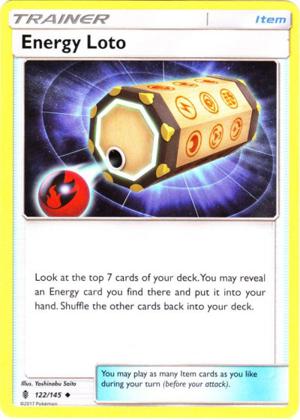 TRAINER Item
Energy Loto
Look at the top 7 cards of your deck.You may reveal
an Energy card you find there and put it into your
hand. Shuffle the other cards back into your deck.
You may play as many Item cards as you like
during your turn (before your attack).
Illus. Yoshinobu Saito
122/145
©2017 Pokémon